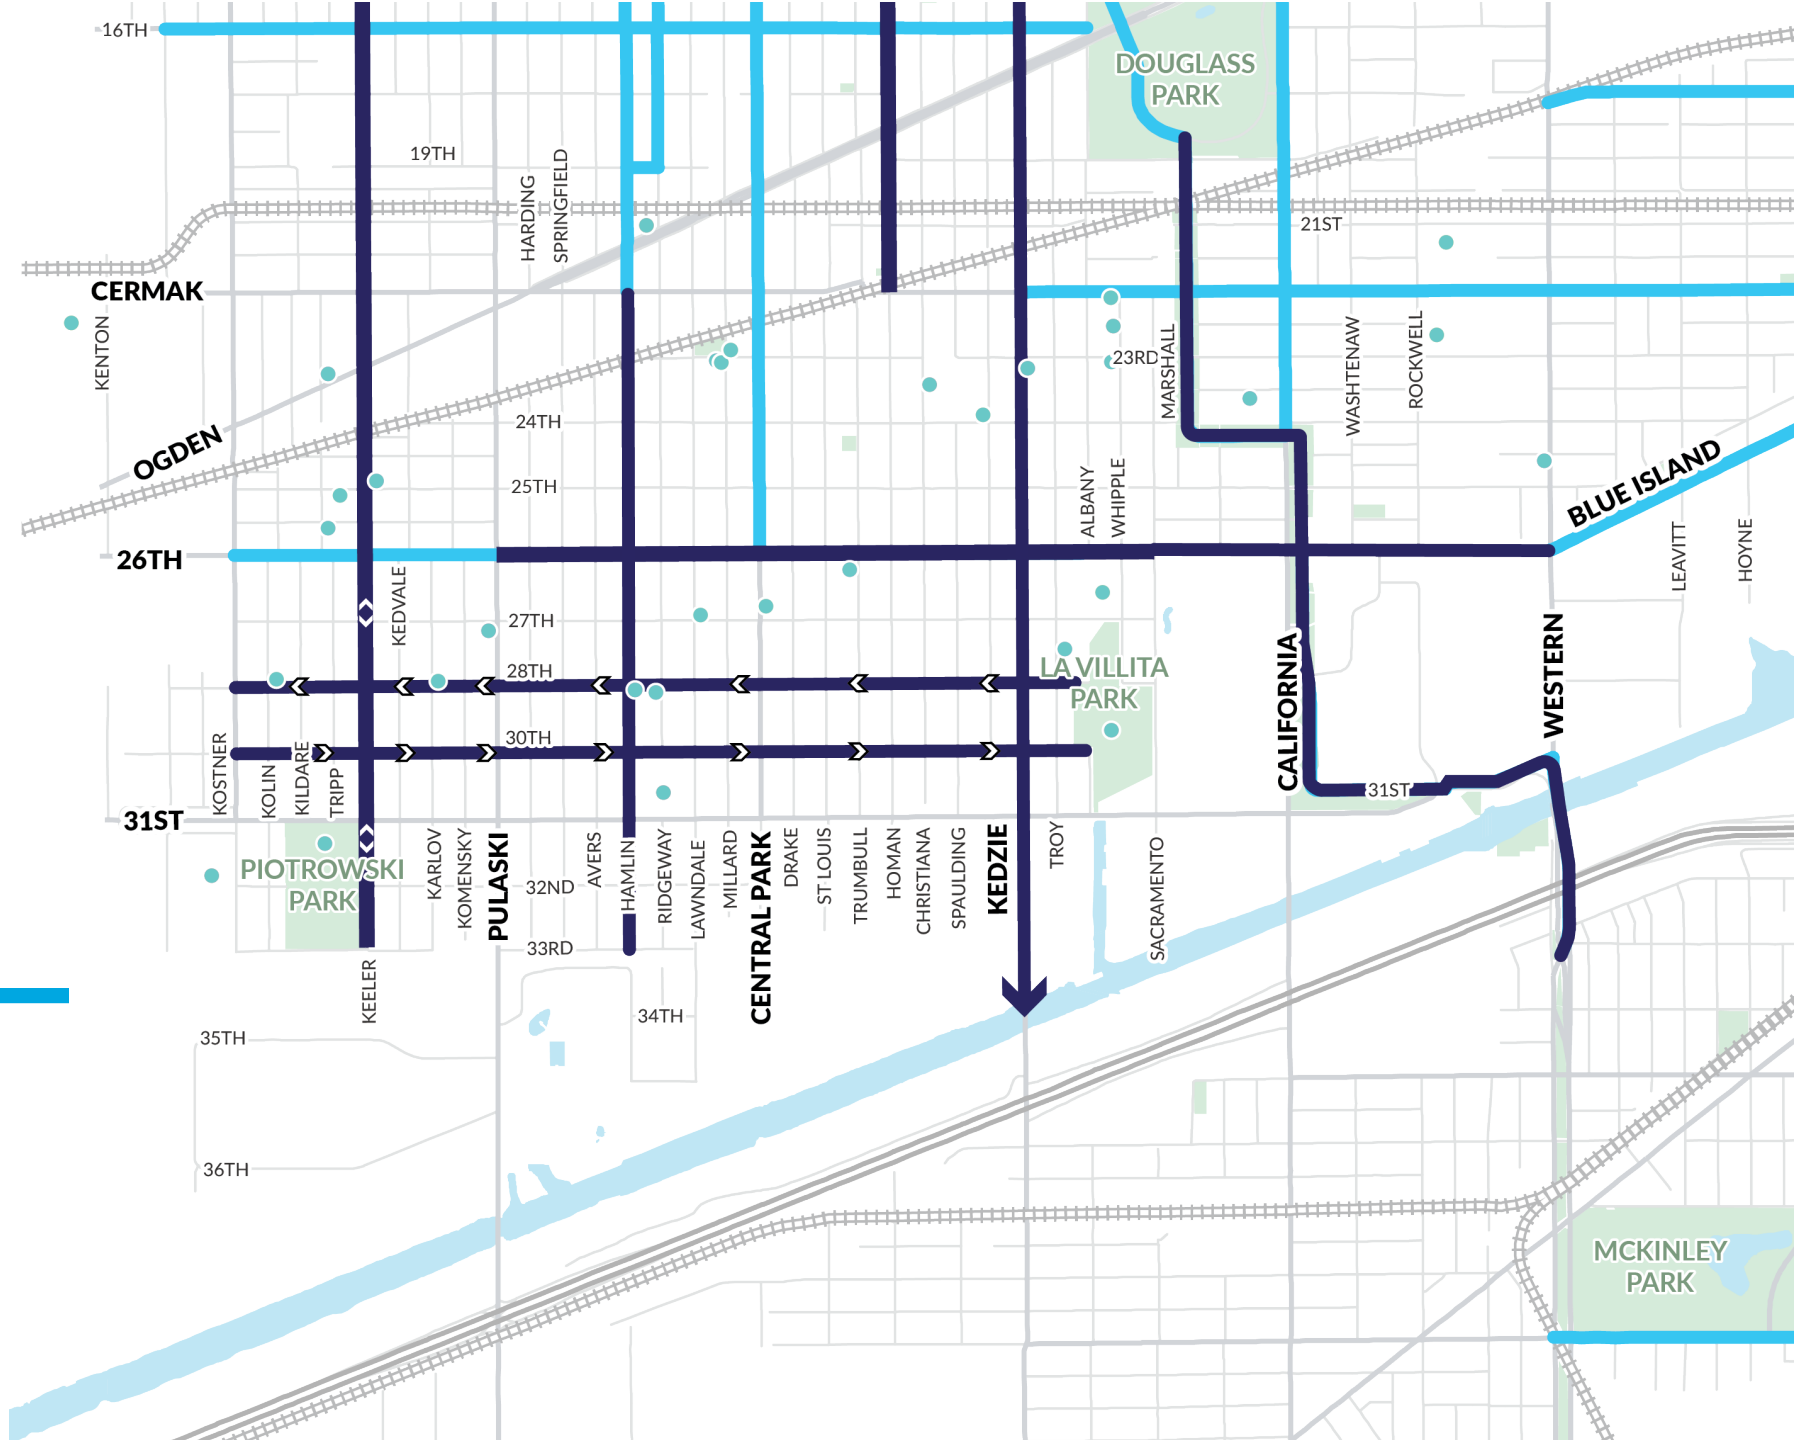 16TH
DOUGLASS
PARK
19TH
HARDING
SPRINGFIELD
21ST
CERMAK
KENTON
23RD
MARSHALL
WASHTENAW
ROCKWELL
24TH
OGDEN
25TH
ALBANY
WHIPPLE
BLUE ISLAND
LEAVITT
HOYNE
26TH
KEDVALE
27TH
CALIFORNIA
WESTERN
28TH
LA VILLITA
PARK
30TH
KOSTNER
KOLIN
KILDARE
TRIPP
31ST
31ST
PIOTROWSKI
PARK
KARLOV
KOMENSKY
PULASKI
32ND
AVERS
HAMLIN
RIDGEWAY
LAWNDALE
MILLARD
CENTRAL PARK
DRAKE
ST LOUIS
TRUMBULL
HOMAN
CHRISTIANA
SPAULDING
KEDZIE
TROY
SACRAMENTO
33RD
KEELER
34TH
35TH
36TH
MCKINLEY
PARK